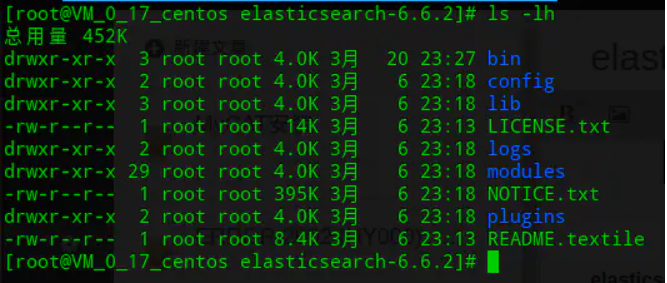 [root@VM_0_17_centos elasticsearch-6.6.2]# ls -lh
总用量 452K
drwxr-xr-x 3 root root 4.0K 3月 20 23:27 bin
drwxr-xr-x 2 root root 4.0K 3月 6 23:18 config
drwxr-xr-x 3 root root 4.0K 3月 6 23:18 lib
-rw-r--r-- 1 root root 14K 3月 6 23:13 LICENSE.txt
drwxr-xr-x 2 root root 4.0K 3月 6 23:18 logs
drwxr-xr-x 29 root root 4.0K 3月 6 23:18 modules
-rw-r--r-- 1 root root 395K 3月 6 23:18 NOTICE.txt
drwxr-xr-x 2 root root 4.0K 3月 6 23:18 plugins
-rw-r--r-- 1 root root 8.4K 3月 6 23:13 README.textile
[root@VM_0_17_centos elasticsearch-6.6.2]#